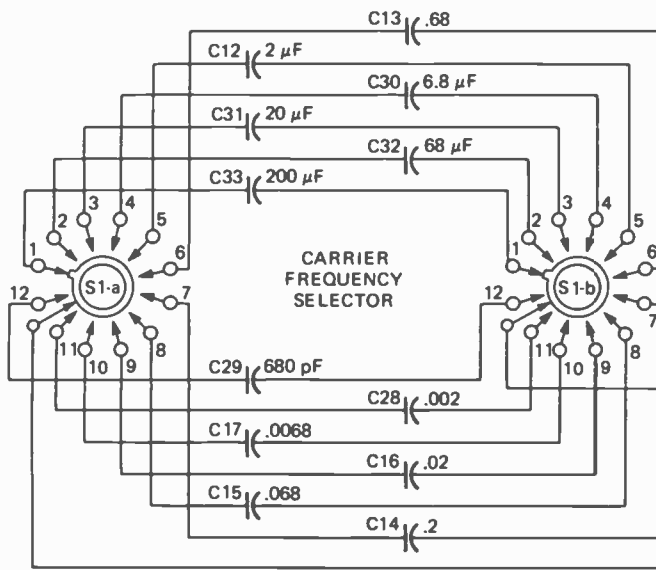 C13 .68
C12 2 μF
C30 6.8 μF
C31 20 μF
C32 68 μF
C33 200 μF
3 4 3 4
2 5 2 5
1 6 1 6
CARRIER
FREQUENCY
SELECTOR
S1-a S1-b
12 7 12 7
11 8 11 8
10 9 10 9
C29 680 pF
C28 .002
C17 .0068
C16 .02
C15 .068
C14 .2